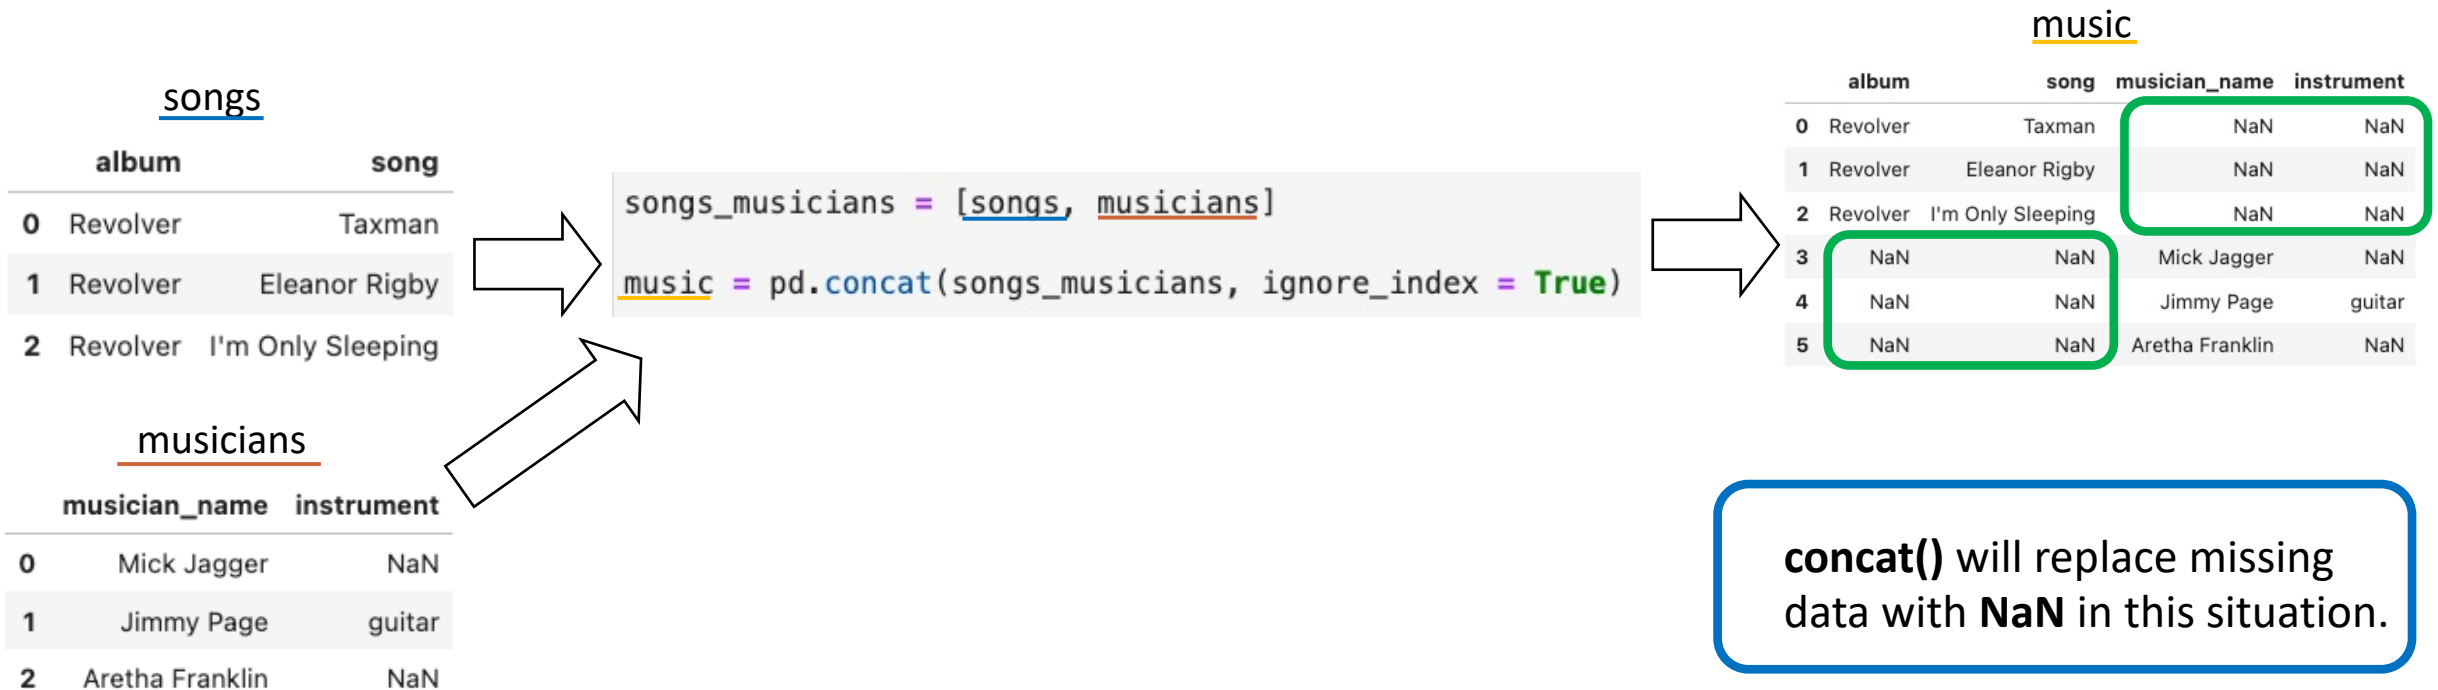 songs
album song
0 Revolver Taxman
1 Revolver Eleanor Rigby
2 Revolver I'm Only Sleeping
musicians
musician_name instrument
0 Mick Jagger NaN
1 Jimmy Page guitar
2 Aretha Franklin NaN
songs_musicians = [songs, musicians]
music = pd.concat(songs_musicians, ignore_index = True)
music
album song musician_name instrument
0 Revolver Taxman NaN NaN
1 Revolver Eleanor Rigby NaN NaN
2 Revolver I'm Only Sleeping NaN NaN
3 NaN NaN Mick Jagger NaN
4 NaN NaN Jimmy Page guitar
5 NaN NaN Aretha Franklin NaN
concat() will replace missing
data with NaN in this situation.